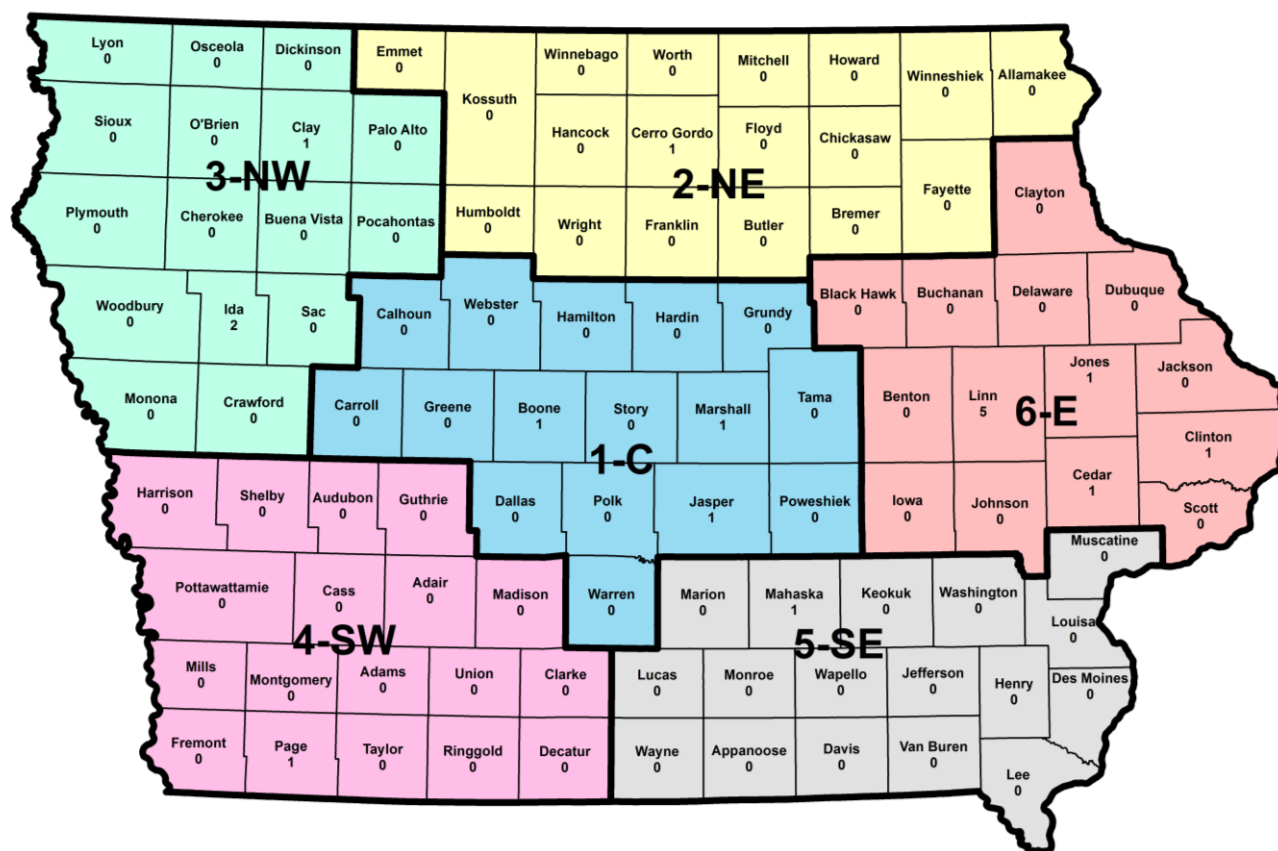 Lyon
0
Osceola
0
Dickinson
0
Emmet
0
Kossuth
0
Winnebago
0
Worth
0
Mitchell
0
Howard
0
Winneshiek
0
Allamakee
0
Sioux
0
O'Brien
0
Clay
1
Palo Alto
0
Hancock
0
Cerro Gordo
1
Floyd
0
Chickasaw
0
3-NW
2-NE
Plymouth
0
Cherokee
0
Buena Vista
0
Pocahontas
0
Humboldt
0
Wright
0
Franklin
0
Butler
0
Bremer
0
Fayette
0
Clayton
0
Woodbury
0
Ida
2
Sac
0
Calhoun
0
Webster
0
Hamilton
0
Hardin
0
Grundy
0
Black Hawk
0
Buchanan
0
Delaware
0
Dubuque
0
Monona
0
Crawford
0
Carroll
0
Greene
0
Boone
1
Story
0
Marshall
1
Tama
0
Benton
0
Linn
5
Jones
1
Jackson
0
6-E
1-C
Clinton
1
Harrison
0
Shelby
0
Audubon
0
Guthrie
0
Dallas
0
Polk
0
Jasper
1
Poweshiek
0
Iowa
0
Johnson
0
Cedar
1
Scott
0
Muscatine
0
Pottawattamie
0
Cass
0
Adair
0
Madison
0
Warren
0
Marion
0
Mahaska
1
Keokuk
0
Washington
0
Louisa
0
4-SW
5-SE
Mills
0
Montgomery
0
Adams
0
Union
0
Clarke
0
Lucas
0
Monroe
0
Wapello
0
Jefferson
0
Henry
0
Des Moines
0
Fremont
0
Page
1
Taylor
0
Ringgold
0
Decatur
0
Wayne
0
Appanoose
0
Davis
0
Van Buren
0
Lee
0